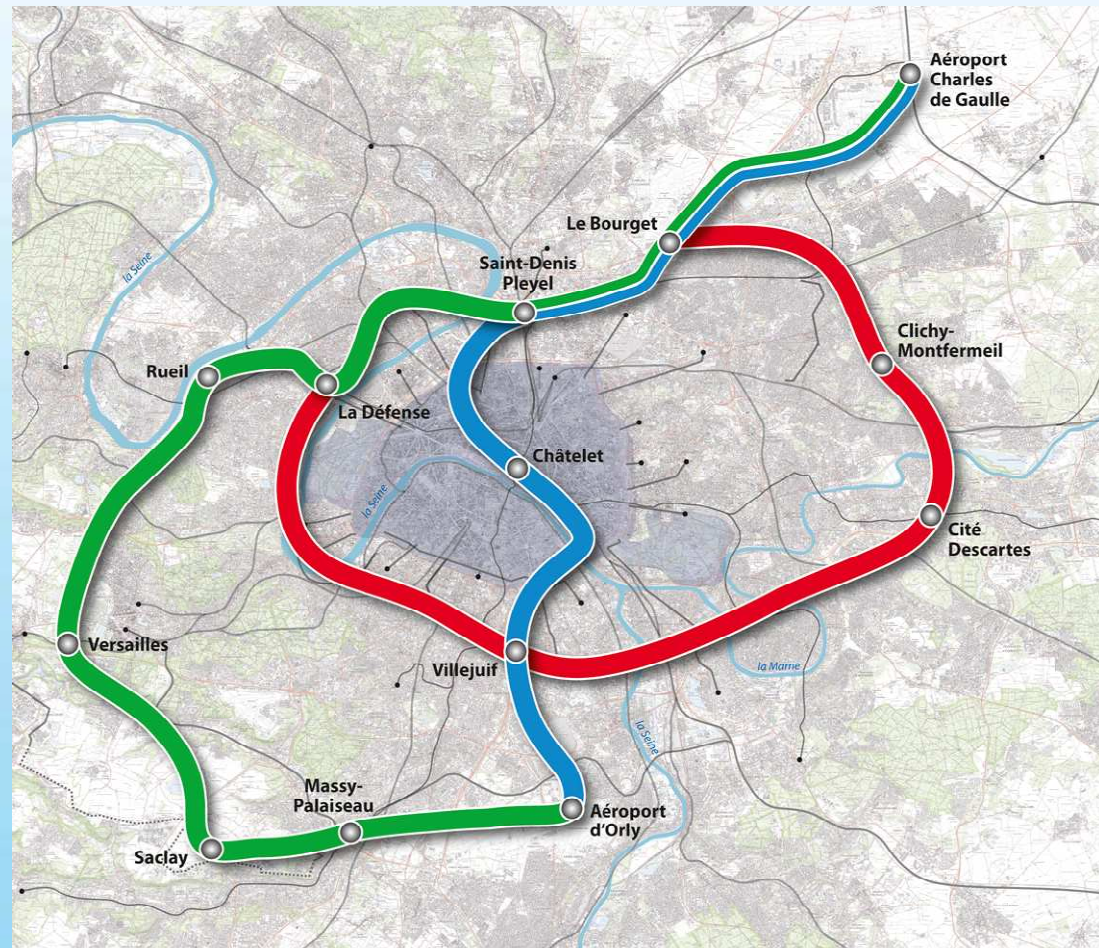 Aéroport
Charles
de Gaulle
Le Bourget
Saint-Denis
Pleyel
la Seine
Clichy-
Montfermeil
Rueil
La Défense
Châtelet
la Seine
Cité
Descartes
Versailles
Villejuif
la Marne
la Seine
Massy-
Palaiseau
Aéroport
d'Orly
Saclay